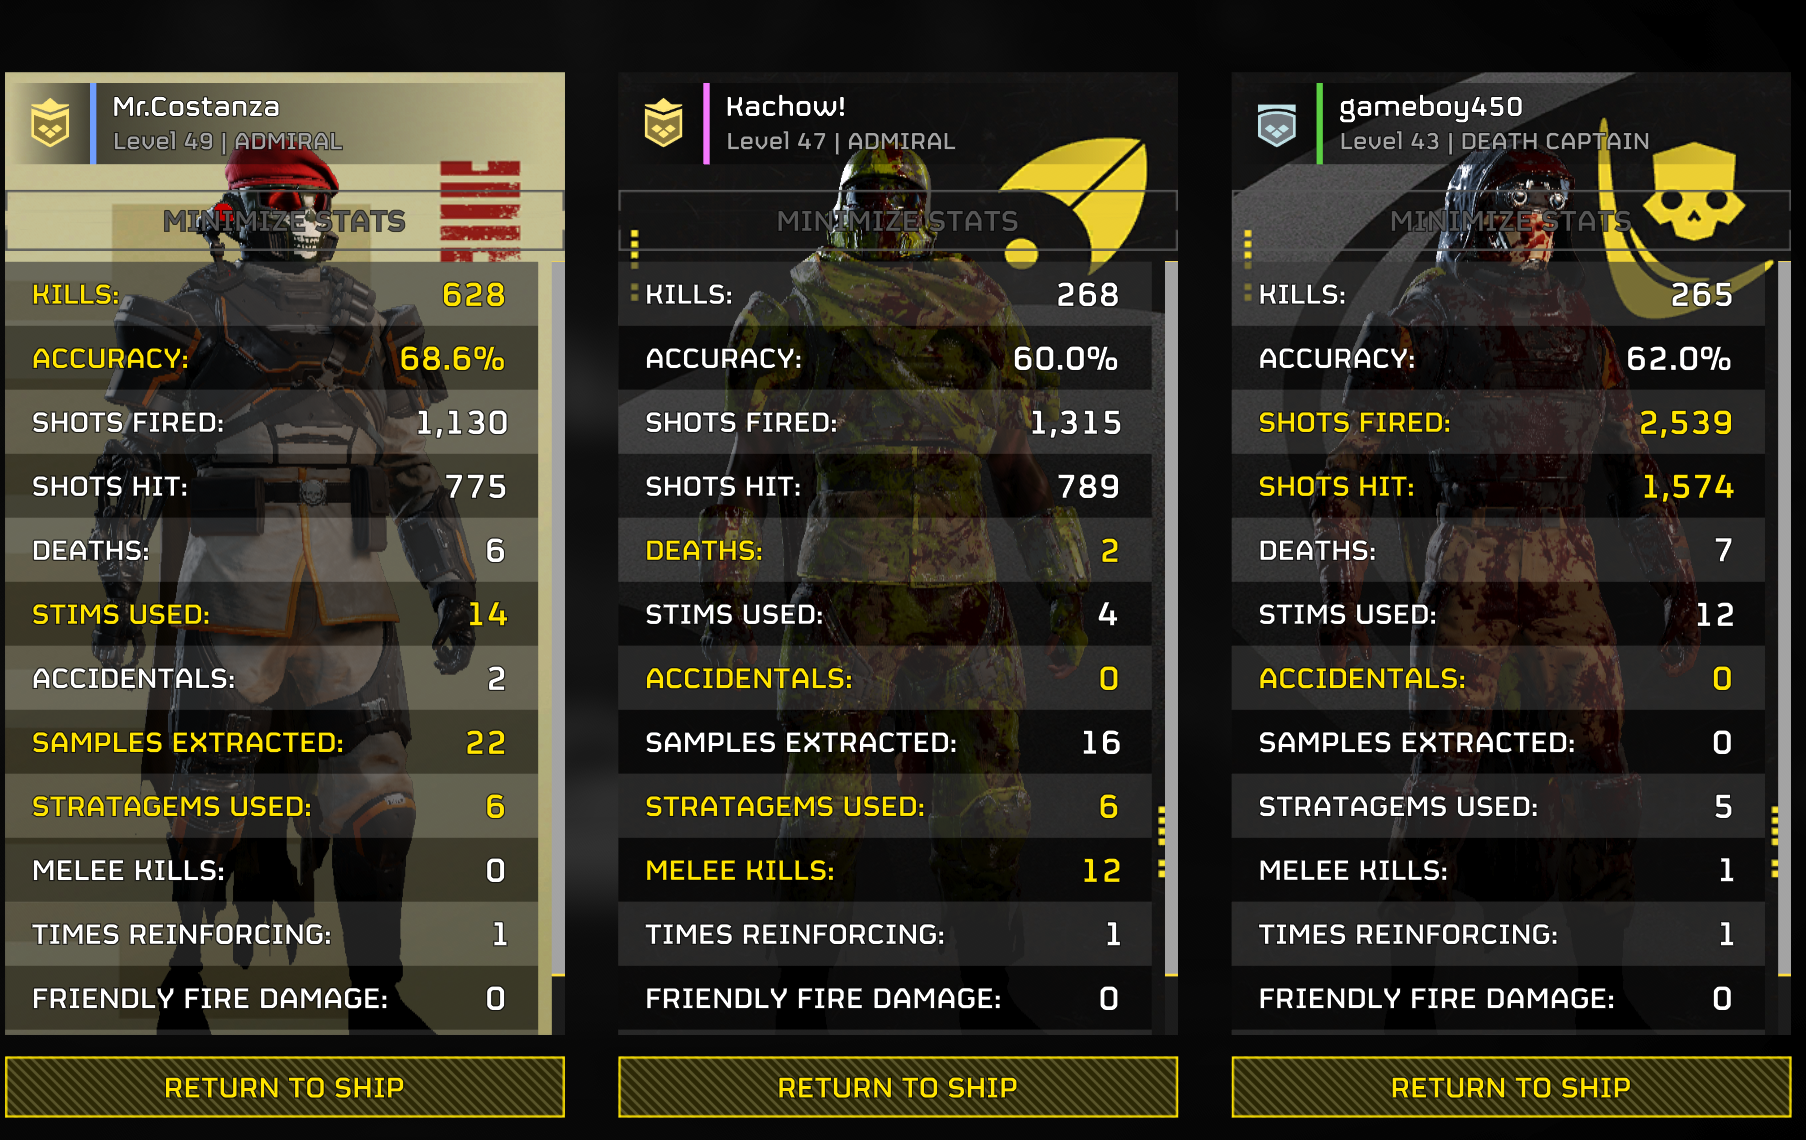 Mr.Costanza
Level 49 | ADMIRAL
MINIMIZE STATS
KILLS: 628
ACCURACY: 68.6%
SHOTS FIRED: 1,130
SHOTS HIT: 775
DEATHS: 6
STIMS USED: 14
ACCIDENTALS: 2
SAMPLES EXTRACTED: 22
STRATAGEMS USED: 6
MELEE KILLS: 0
TIMES REINFORCING: 1
FRIENDLY FIRE DAMAGE: 0
RETURN TO SHIP
Kachow!
Level 47 | ADMIRAL
MINIMIZE STATS
KILLS: 268
ACCURACY: 60.0%
SHOTS FIRED: 1,315
SHOTS HIT: 789
DEATHS: 2
STIMS USED: 4
ACCIDENTALS: 0
SAMPLES EXTRACTED: 16
STRATAGEMS USED: 6
MELEE KILLS: 12
TIMES REINFORCING: 1
FRIENDLY FIRE DAMAGE: 0
RETURN TO SHIP
gameboy450
Level 43 | DEATH CAPTAIN
MINIMIZE STATS
KILLS: 265
ACCURACY: 62.0%
SHOTS FIRED: 2,539
SHOTS HIT: 1,574
DEATHS: 7
STIMS USED: 12
ACCIDENTALS: 0
SAMPLES EXTRACTED: 0
STRATAGEMS USED: 5
MELEE KILLS: 1
TIMES REINFORCING: 1
FRIENDLY FIRE DAMAGE: 0
RETURN TO SHIP